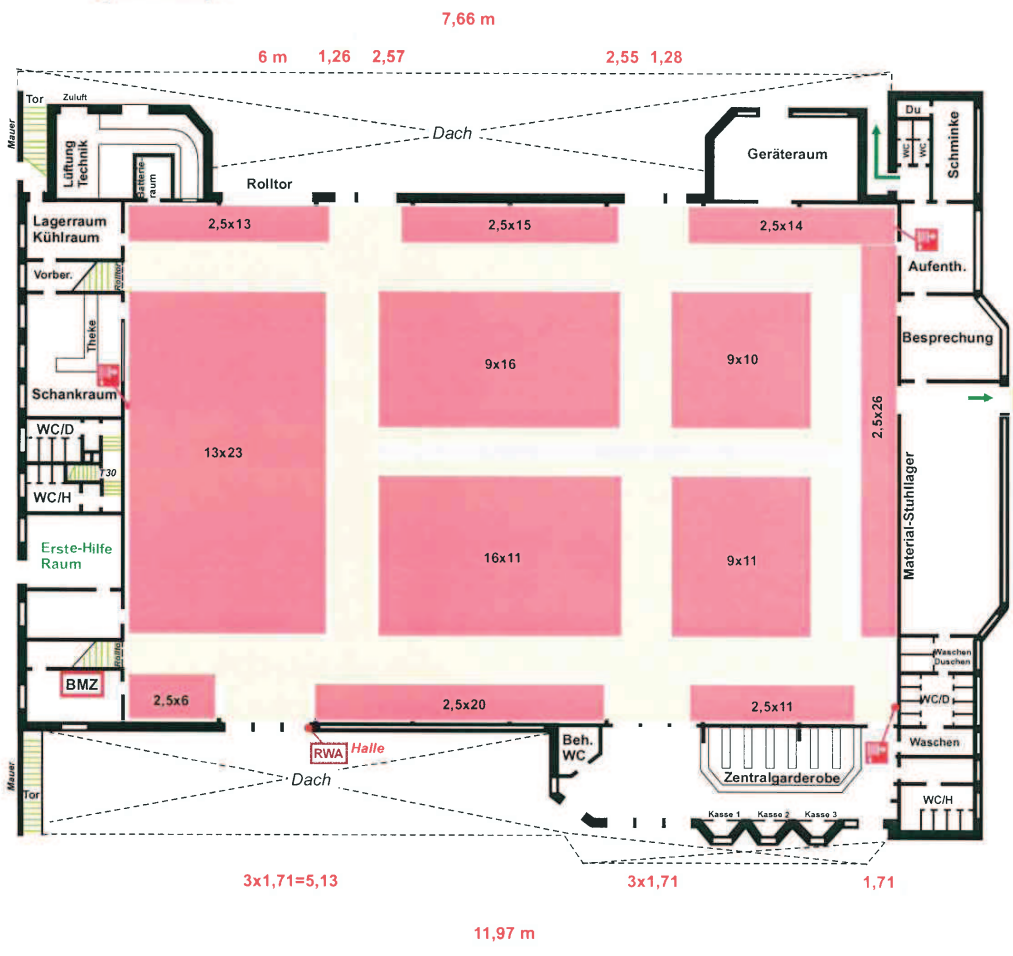 7,66 m
6 m 1,26 2,57 2,55 1,28
Tor
Zuluft
Mauer
Lüftung
Technik
Batterie-
raum
Dach
Rolltor
Geräteraum
Du
WC
WC
Schminke
Lagerraum
Kühlraum
2,5x13
2,5x15
2,5x14
Vorber.
Rolltor
Aufenth.
Theke
Schankraum
9x16
9x10
Besprechung
2,5x26
WC/D
T30
WC/H
13x23
Material-Stuhllager
Erste-Hilfe
Raum
16x11
9x11
Rolltor
BMZ
2,5x6
2,5x20
2,5x11
Waschen
Duschen
WC/D
Waschen
WC/H
RWA
Halle
Beh.
WC
Dach
Zentralgarderobe
Mauer
Tor
Kasse 1
Kasse 2
Kasse 3
3x1,71=5,13 3x1,71 1,71
11,97 m